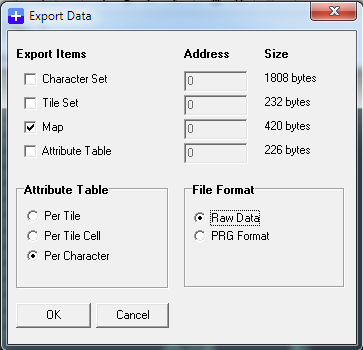 Export Data
Export Items Address Size
Character Set 0 1808 bytes
Tile Set 0 232 bytes
Map 0 420 bytes
Attribute Table 0 226 bytes
Attribute Table File Format
Per Tile Raw Data
Per Tile Cell PRG Format
Per Character
OK Cancel